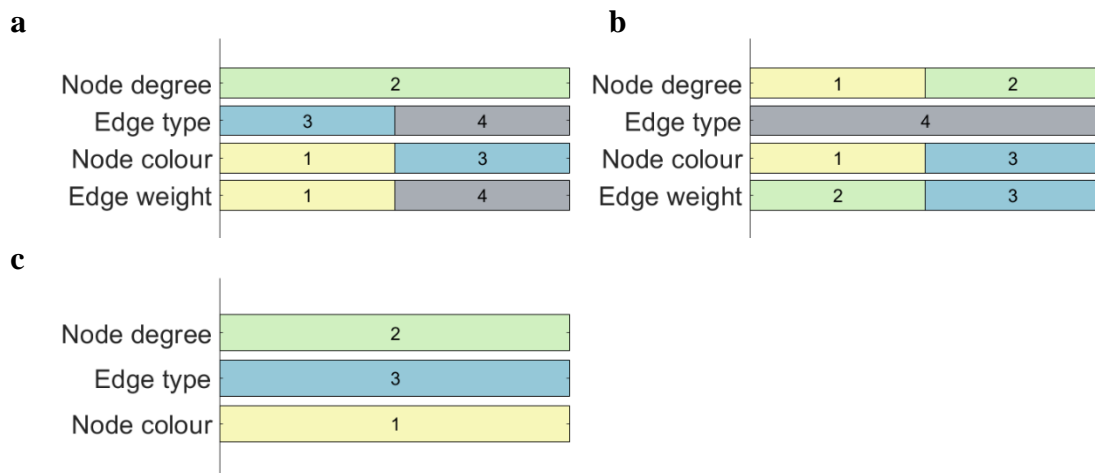 a
Node degree 2
Edge type 3 4
Node colour 1 3
Edge weight 1 4
b
Node degree 1 2
Edge type 4
Node colour 1 3
Edge weight 2 3
c
Node degree 2
Edge type 3
Node colour 1